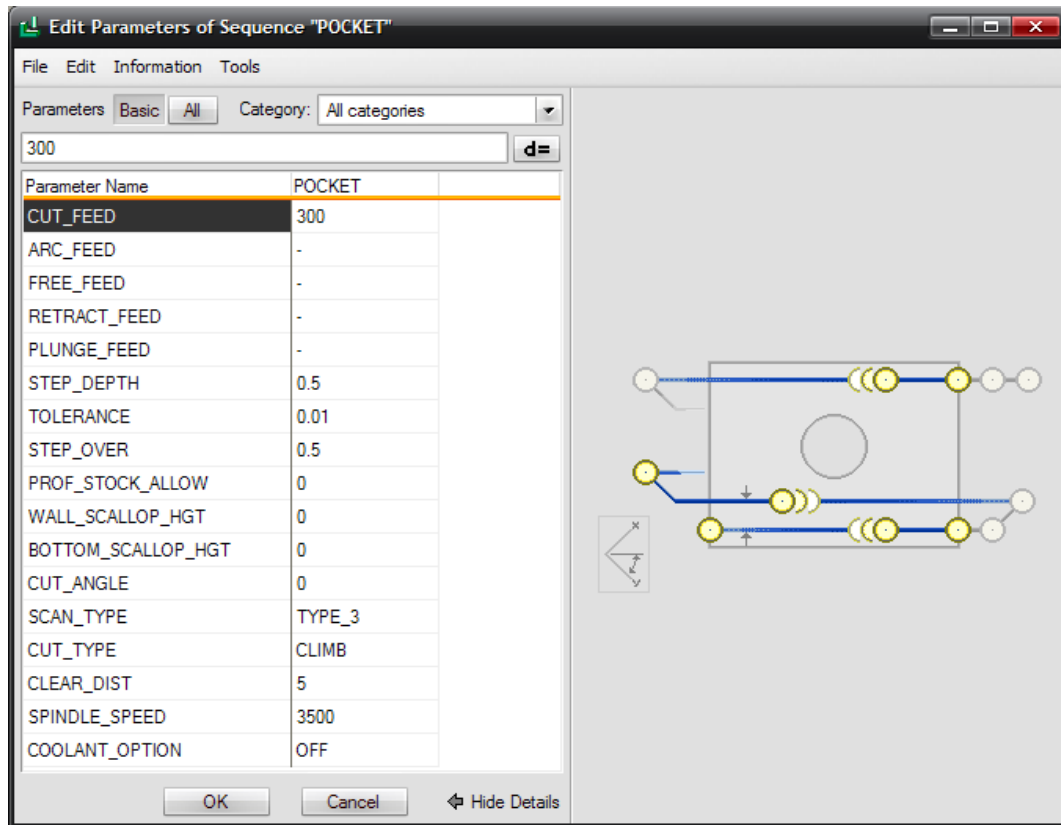 Edit Parameters of Sequence "POCKET"
File Edit Information Tools
Parameters Basic All Category: All categories
300 d=
Parameter Name POCKET
CUT_FEED 300
ARC_FEED -
FREE_FEED -
RETRACT_FEED -
PLUNGE_FEED -
STEP_DEPTH 0.5
TOLERANCE 0.01
STEP_OVER 0.5
PROF_STOCK_ALLOW 0
WALL_SCALLOP_HGT 0
BOTTOM_SCALLOP_HGT 0
CUT_ANGLE 0
SCAN_TYPE TYPE_3
CUT_TYPE CLIMB
CLEAR_DIST 5
SPINDLE_SPEED 3500
COOLANT_OPTION OFF
x
y
OK Cancel Hide Details